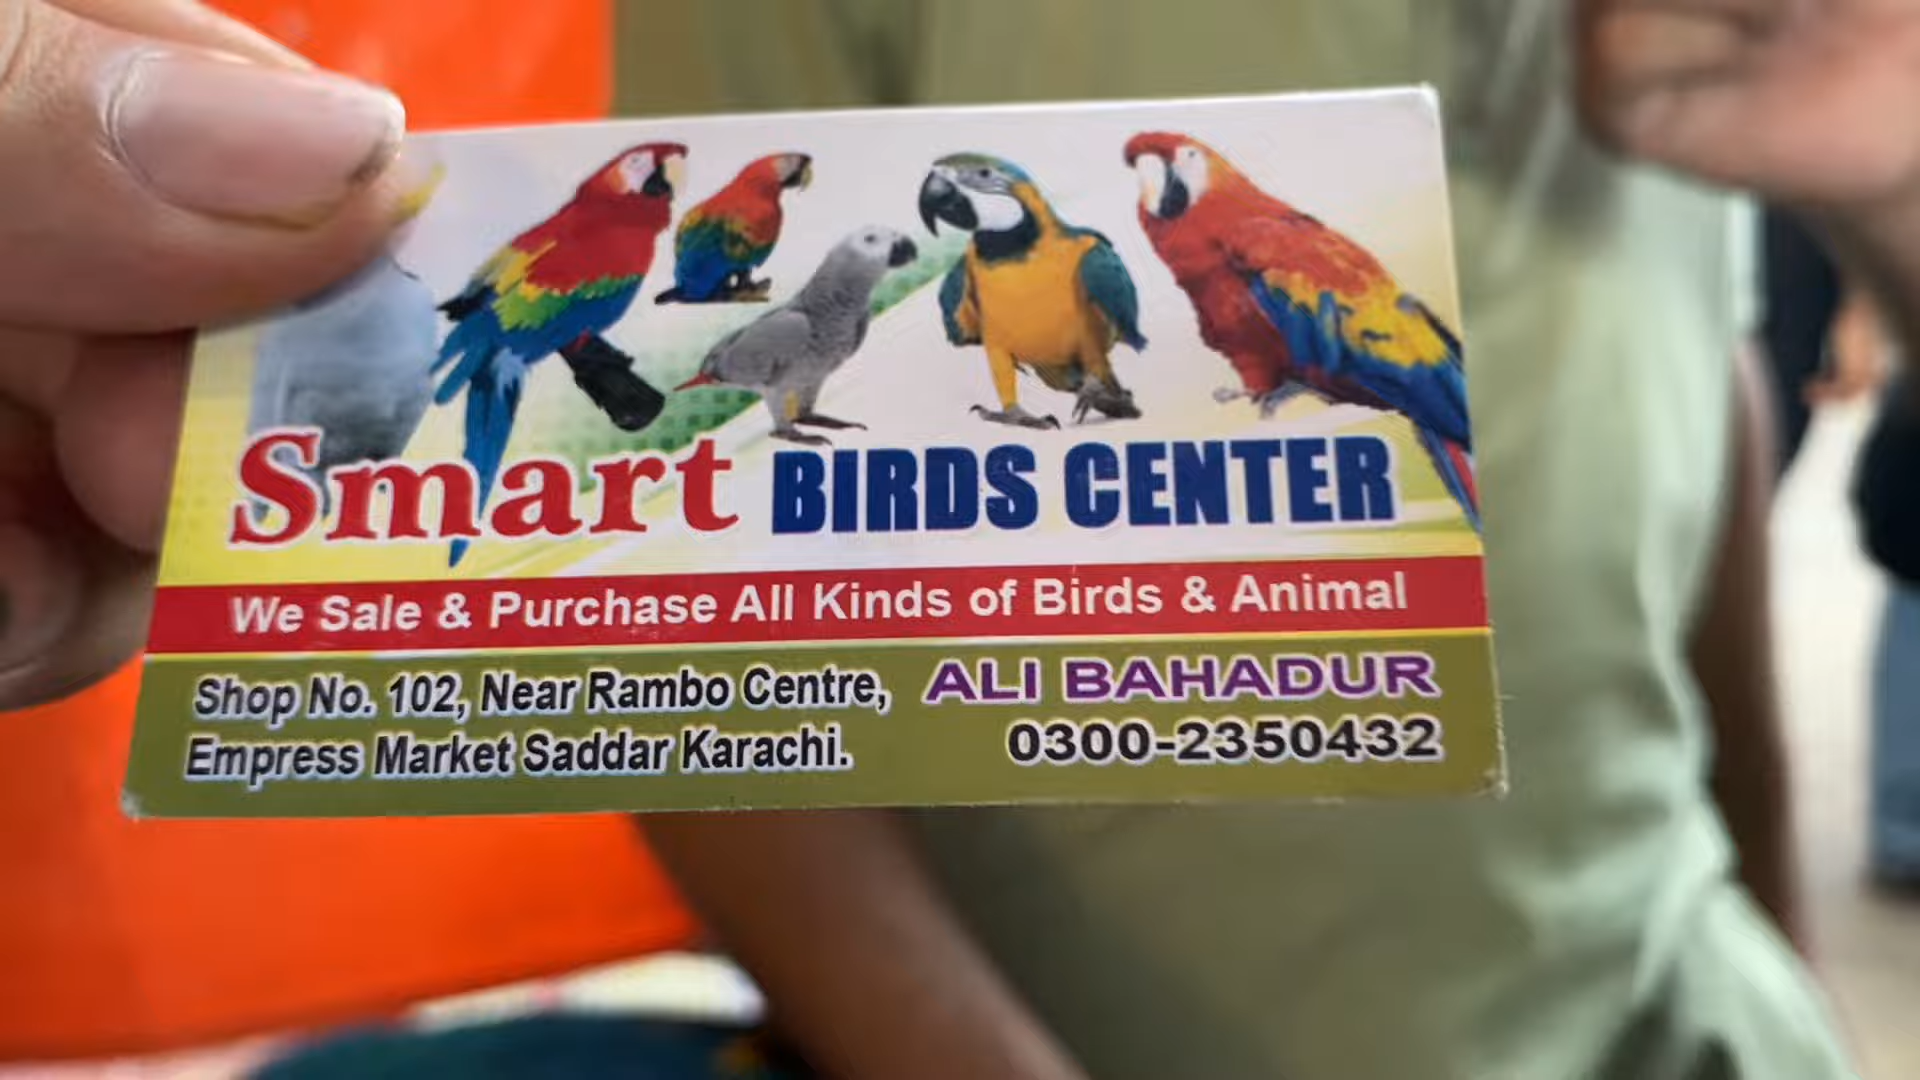 Smart BIRDS CENTER
We Sale & Purchase All Kinds of Birds & Animal
Shop No. 102, Near Rambo Centre,
Empress Market Saddar Karachi.
ALI BAHADUR
0300-2350432